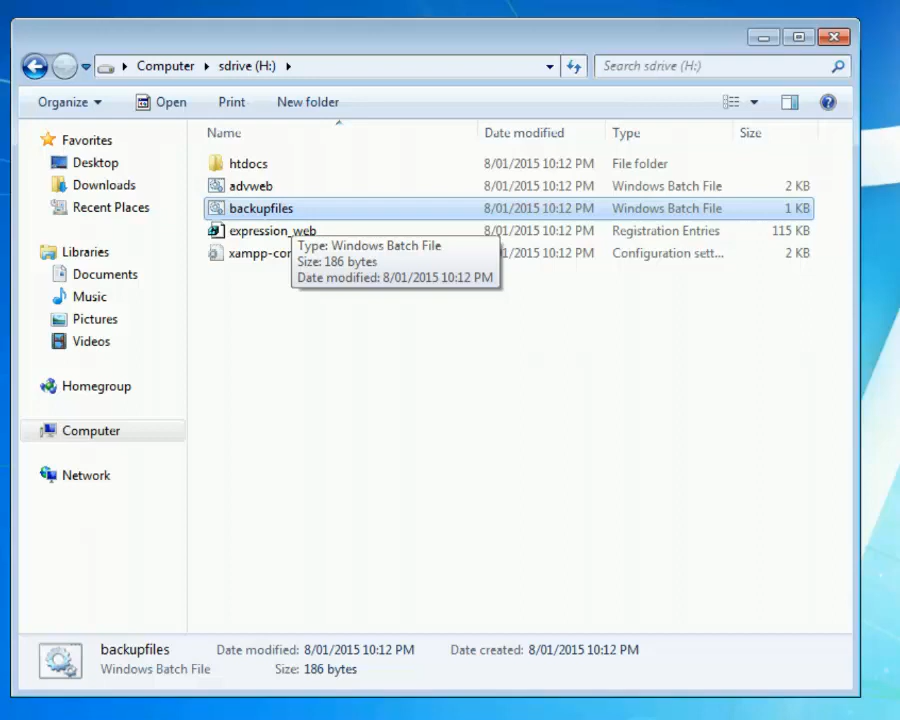 Computer sdrive (H:)
Search sdrive (H:)
Organize Open Print New folder
Name Date modified Type Size
Favorites
Desktop
Downloads
Recent Places
Libraries
Documents
Music
Pictures
Videos
Homegroup
Computer
Network
htdocs 8/01/2015 10:12 PM File folder
advweb 8/01/2015 10:12 PM Windows Batch File 2 KB
backupfiles 8/01/2015 10:12 PM Windows Batch File 1 KB
expression_web 8/01/2015 10:12 PM Registration Entries 115 KB
xampp-con 01/2015 10:12 PM Configuration sett... 2 KB
Type: Windows Batch File
Size: 186 bytes
Date modified: 8/01/2015 10:12 PM
backupfiles Date modified: 8/01/2015 10:12 PM Date created: 8/01/2015 10:12 PM
Windows Batch File Size: 186 bytes